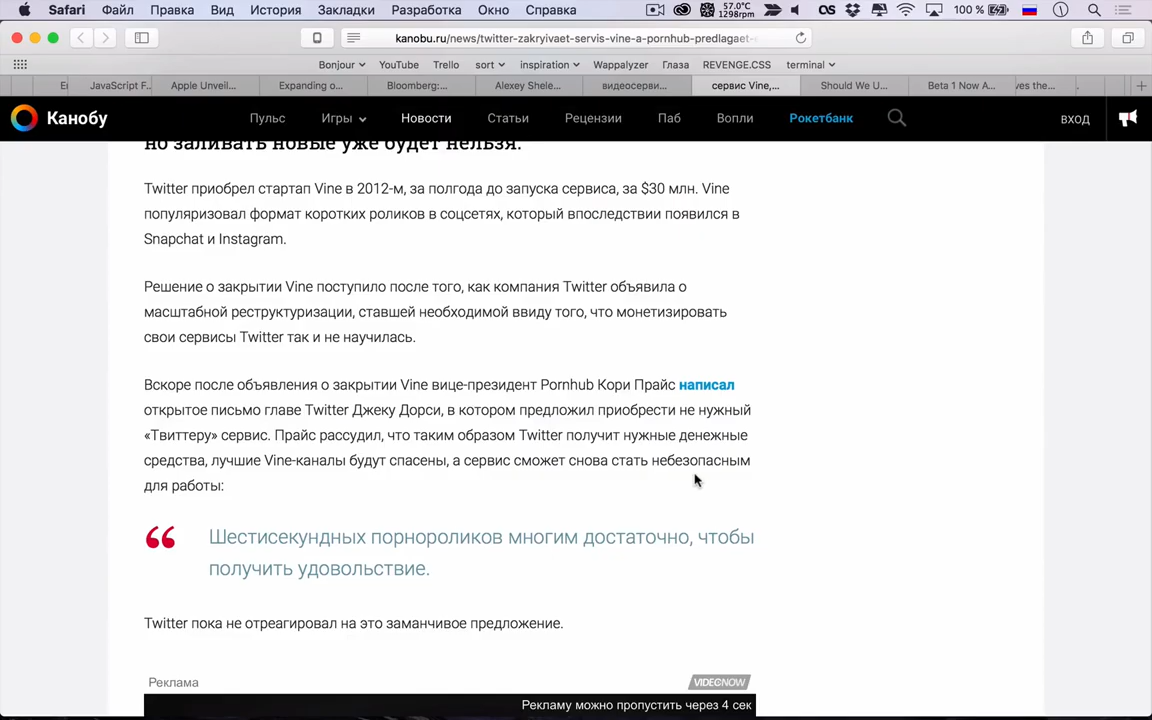 Safari Файл Правка Вид История Закладки Разработка Окно Справка 57.0°C 1298rpm 100 %
kanobu.ru/news/twitter-zakryivaet-servis-vine-a-pornhub-predlagaet-
Bonjour YouTube Trello sort inspiration Wappalyzer Глаза REVENGE.CSS terminal
JavaScript F... Apple Unveil... Expanding o... Bloomberg:... Alexey Shele... видеосерви... сервис Vine,... Should We U... Beta 1 Now A... ves the...
Канобу Пульс Игры Новости Статьи Рецензии Паб Вопли Рокетбанк ВХОД
но заливать новые уже будет нельзя.
Twitter приобрел стартап Vine в 2012-м, за полгода до запуска сервиса, за $30 млн. Vine
популяризовал формат коротких роликов в соцсетях, который впоследствии появился в
Snapchat и Instagram.
Решение о закрытии Vine поступило после того, как компания Twitter объявила о
масштабной реструктуризации, ставшей необходимой ввиду того, что монетизировать
свои сервисы Twitter так и не научилась.
Вскоре после объявления о закрытии Vine вице-президент Pornhub Кори Прайс написал
открытое письмо главе Twitter Джеку Дорси, в котором предложил приобрести не нужный
«Твиттеру» сервис. Прайс рассудил, что таким образом Twitter получит нужные денежные
средства, лучшие Vine-каналы будут спасены, а сервис сможет снова стать небезопасным
для работы:
Шестисекундных порнороликов многим достаточно, чтобы
получить удовольствие.
Twitter пока не отреагировал на это заманчивое предложение.
Реклама VIDEONOW
Рекламу можно пропустить через 4 сек